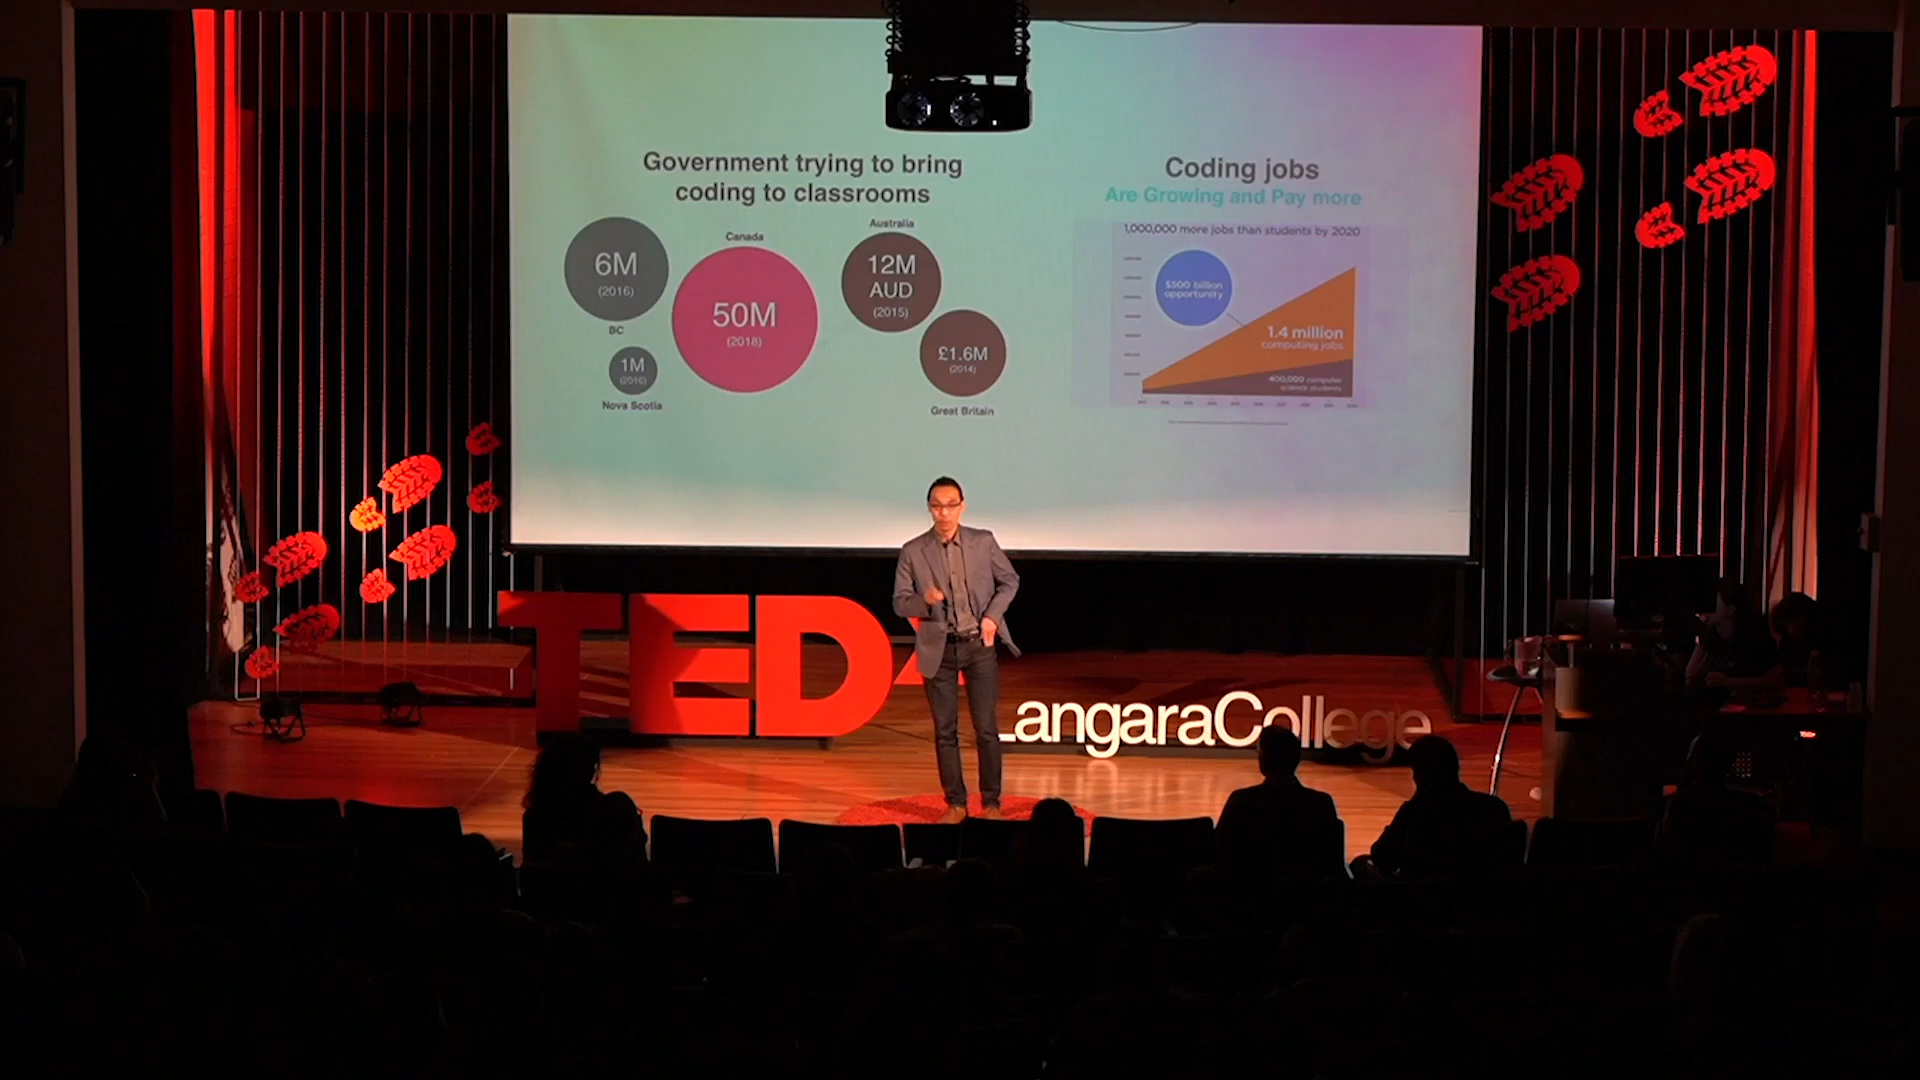 Government trying to bring
coding to classrooms
6M
(2016)
BC
1M
(2016)
Nova Scotia
Canada
50M
(2018)
Australia
12M
AUD
(2015)
£1.6M
(2014)
Great Britain
Coding jobs
Are Growing and Pay more
1,000,000 more jobs than students by 2020
$500 billion
opportunity
1.4 million
computing jobs
400,000 computer
science students
TEDx
LangaraCollege